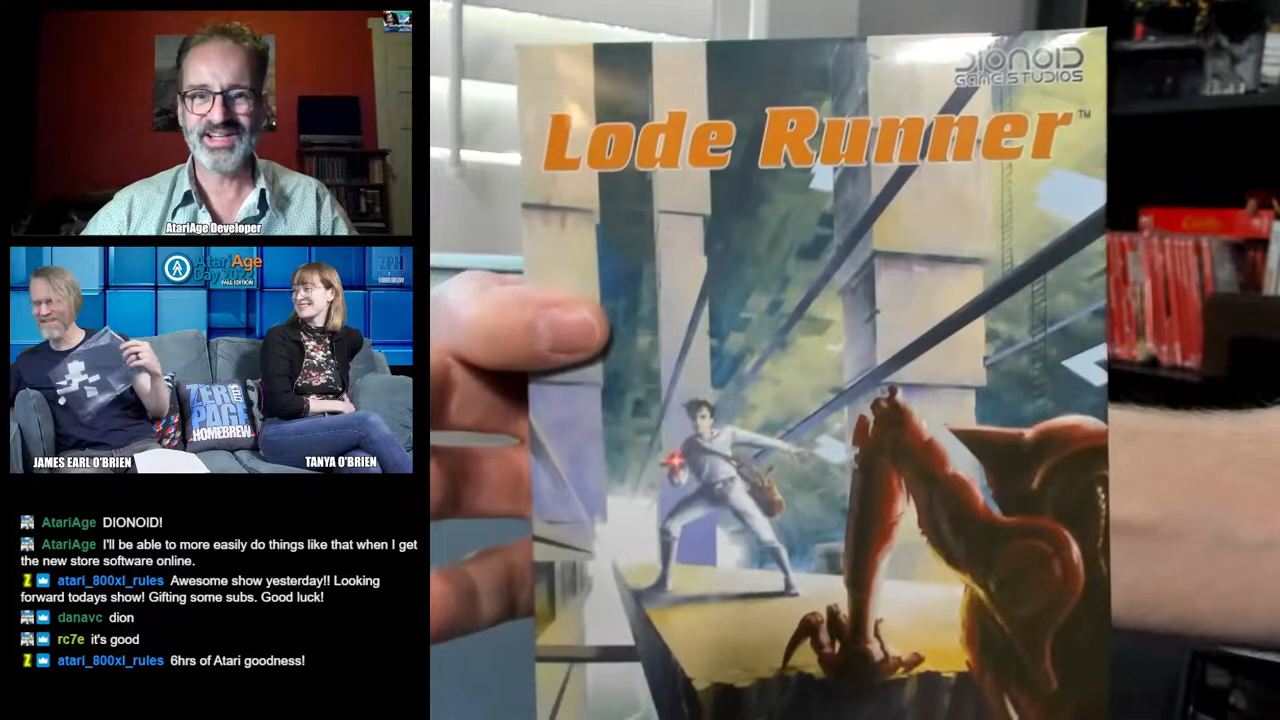 AtariAge Developer
AtariAge
Day 2022
FALL EDITION
ZPH
ZERO
PAGE
HOMEBREW
JAMES EARL O'BRIEN
TANYA O'BRIEN
AtariAge DIONOID!
AtariAge I'll be able to more easily do things like that when I get
the new store software online.
Z atari_800xl_rules Awesome show yesterday!! Looking
forward todays show! Gifting some subs. Good luck!
danavc dion
rc7e it's good
Z atari_800xl_rules 6hrs of Atari goodness!
DIONOID
GAME STUDIOS
Lode Runner™